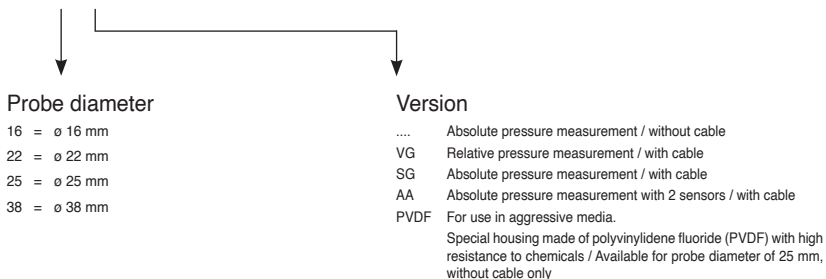 Probe diameter
16 = ø 16 mm
22 = ø 22 mm
25 = ø 25 mm
38 = ø 38 mm
Version
.... Absolute pressure measurement / without cable
VG Relative pressure measurement / with cable
SG Absolute pressure measurement / with cable
AA Absolute pressure measurement with 2 sensors / with cable
PVDF For use in aggressive media.
Special housing made of polyvinylidene fluoride (PVDF) with high
resistance to chemicals / Available for probe diameter of 25 mm,
without cable only